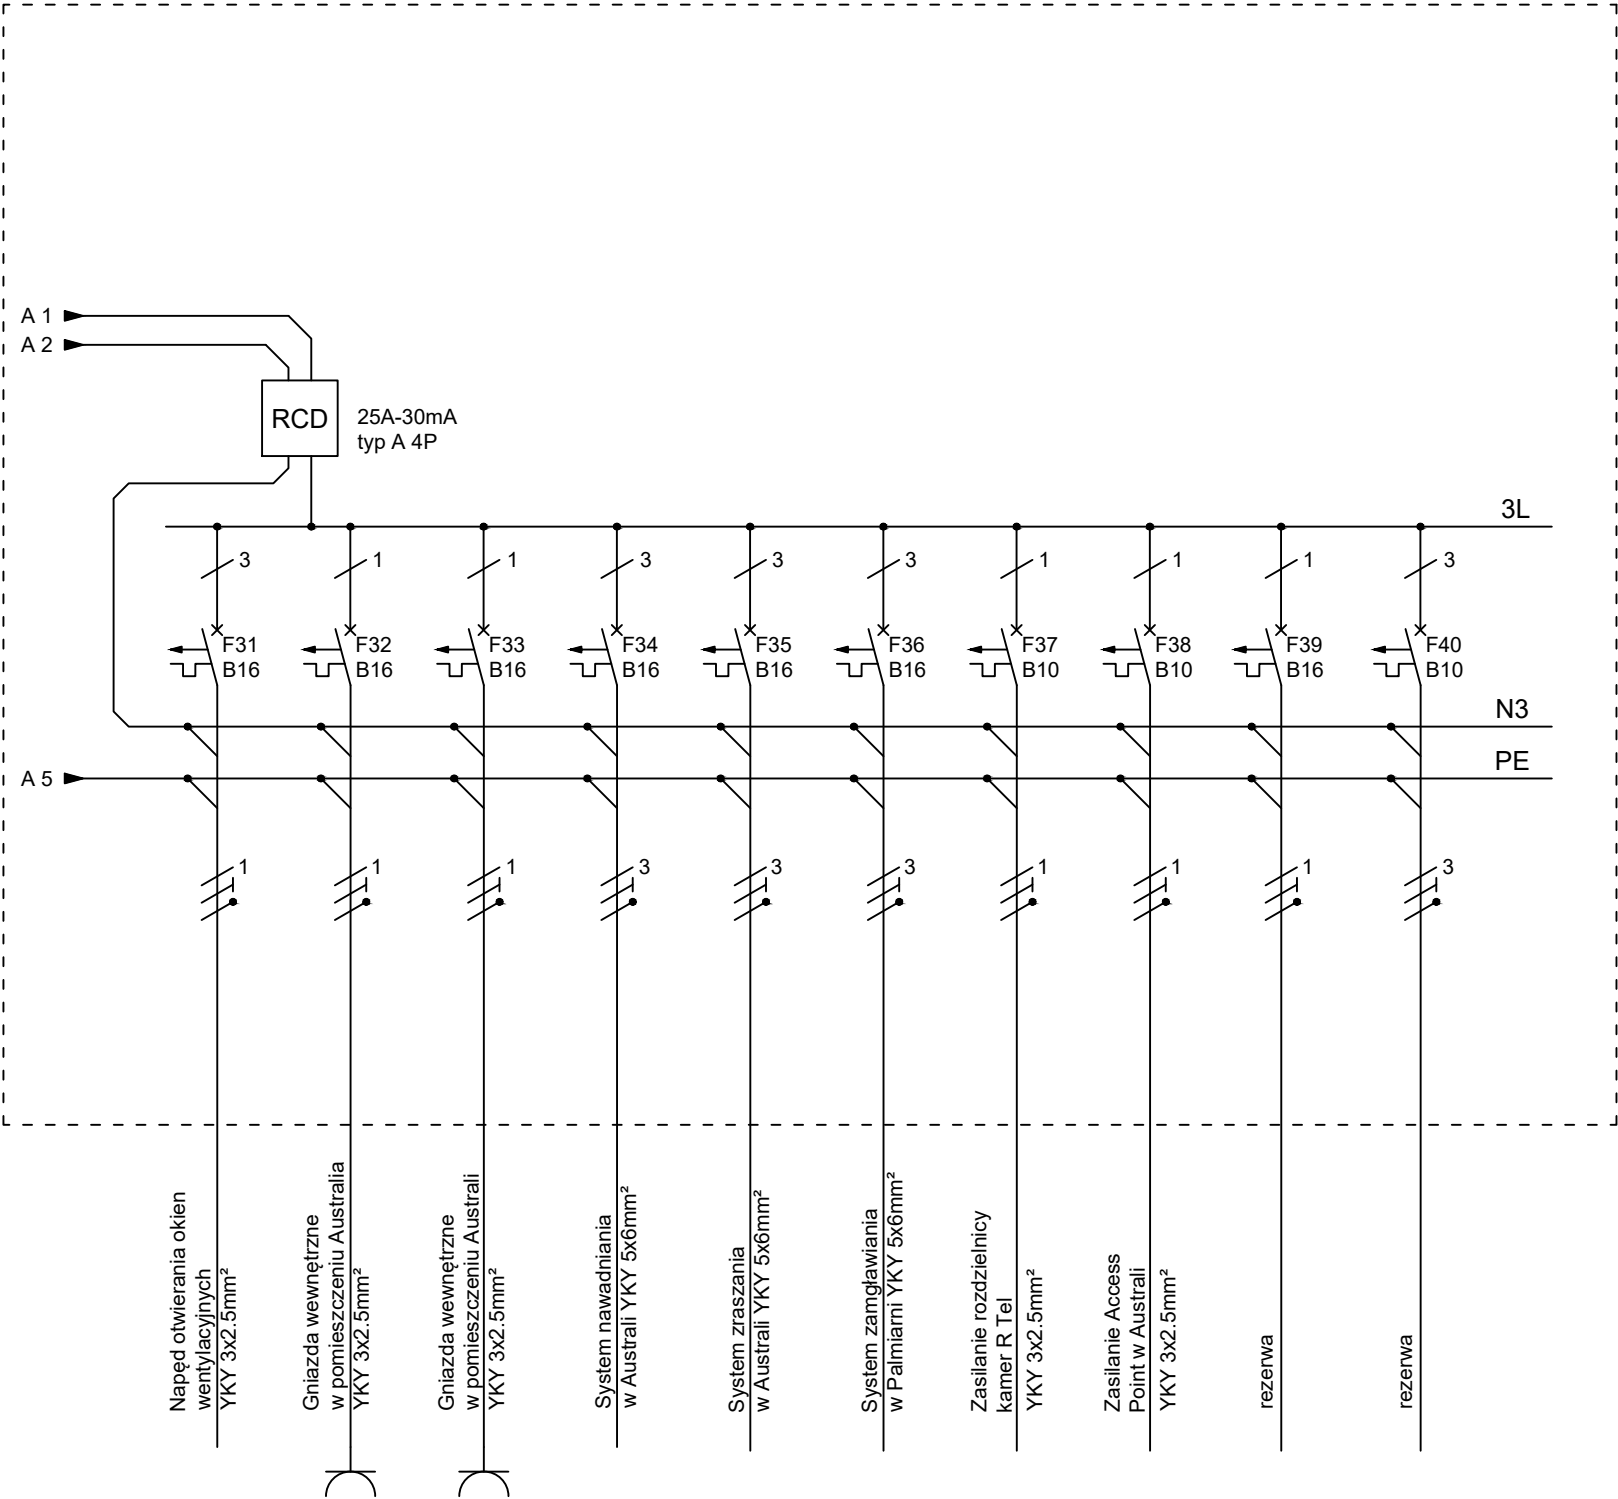 A 1
A 2
RCD
25A-30mA
typ A 4P
3L
3
1
1
3
3
3
1
1
1
3
F31
B16
F32
B16
F33
B16
F34
B16
F35
B16
F36
B16
F37
B10
F38
B10
F39
B16
F40
B10
N3
PE
A 5
1
1
1
3
3
3
1
1
1
3
Napęd otwierania okien
wentylacyjnych
YKY 3x2.5mm²
Gniazda wewnętrzne
w pomieszczeniu Australia
YKY 3x2.5mm²
Gniazda wewnętrzne
w pomieszczeniu Australi
YKY 3x2.5mm²
System nawadniania
w Australi YKY 5x6mm²
System zraszania
w Australi YKY 5x6mm²
System zamgławiania
w Palmiarni YKY 5x6mm²
Zasilanie rozdzielnicy
kamer R Tel
YKY 3x2.5mm²
Zasilanie Access
Point w Australi
YKY 3x2.5mm²
rezerwa
rezerwa